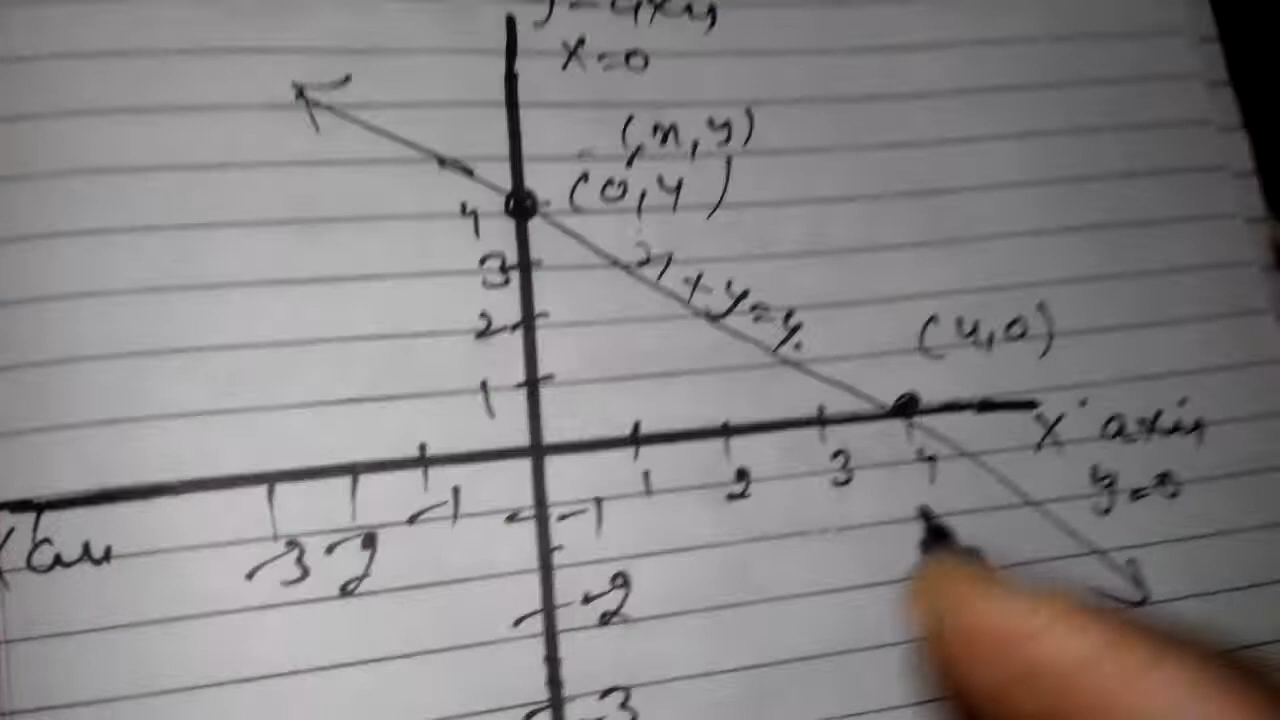 y-axis
x=0
(x,y)
(0,4)
4
3
2
1
x+y=4
(4,0)
X axis
y=0
-3 -2 -1
1 2 3 4
-1
-2
-3